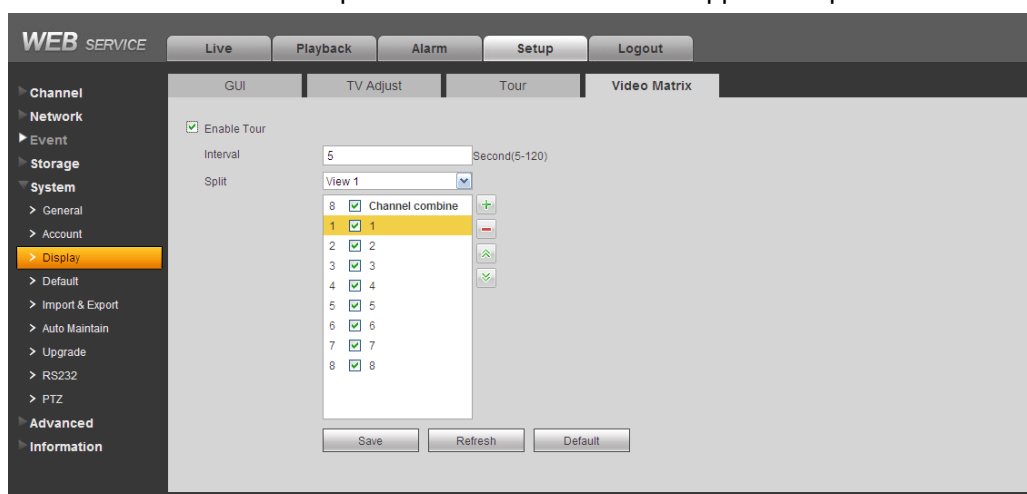 WEB SERVICE
Live
Playback
Alarm
Setup
Logout
GUI
TV Adjust
Tour
Video Matrix
Channel
Network
Event
Storage
System
> General
> Account
> Display
> Default
> Import & Export
> Auto Maintain
> Upgrade
> RS232
> PTZ
Advanced
Information
Enable Tour
Interval
5
Second(5-120)
Split
View 1
8 Channel combine
1 1
2 2
3 3
4 4
5 5
6 6
7 7
8 8
Save
Refresh
Default